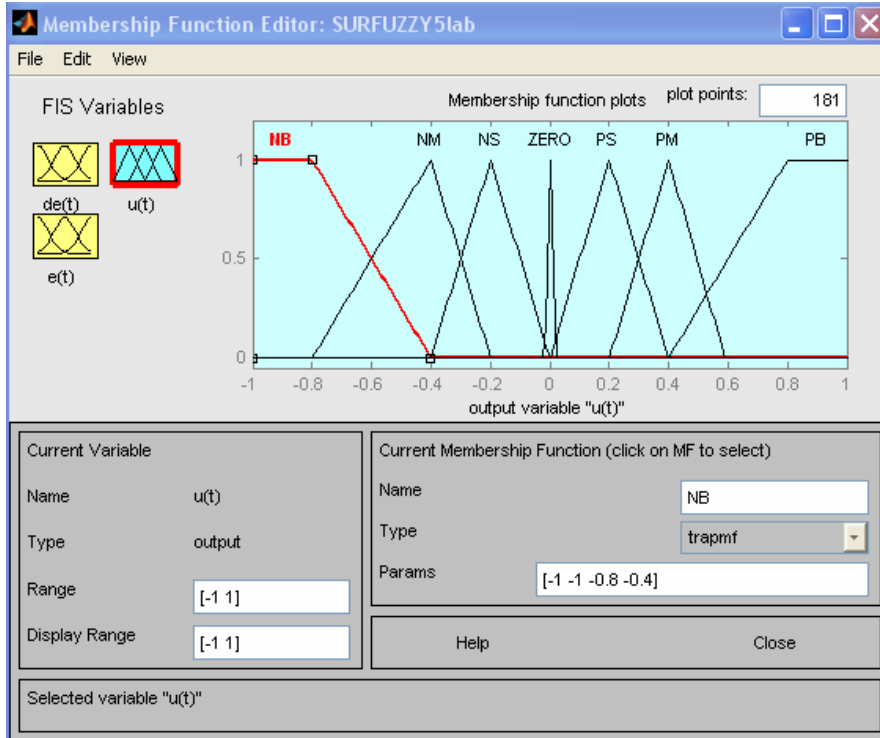 Membership Function Editor: SURFUZZY5lab
File Edit View
FIS Variables
Membership function plots plot points: 181
de(t) u(t)
e(t)
NB NM NS ZERO PS PM PB
1
0.5
0
-1 -0.8 -0.6 -0.4 -0.2 0 0.2 0.4 0.6 0.8 1
output variable "u(t)"
Current Variable
Name u(t)
Type output
Range [-1 1]
Display Range [-1 1]
Current Membership Function (click on MF to select)
Name NB
Type trapmf
Params [-1 -1 -0.8 -0.4]
Help Close
Selected variable "u(t)"